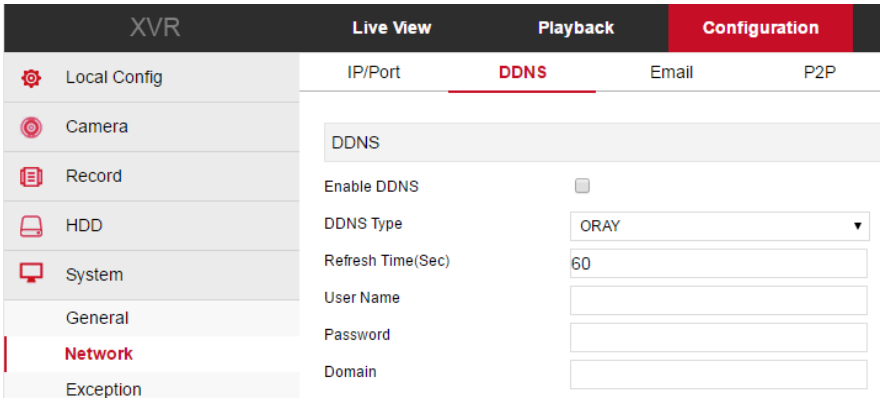 XVR
Live View
Playback
Configuration
Local Config
Camera
Record
HDD
System
General
Network
Exception
IP/Port
DDNS
Email
P2P
DDNS
Enable DDNS
DDNS Type
ORAY
Refresh Time(Sec)
60
User Name
Password
Domain